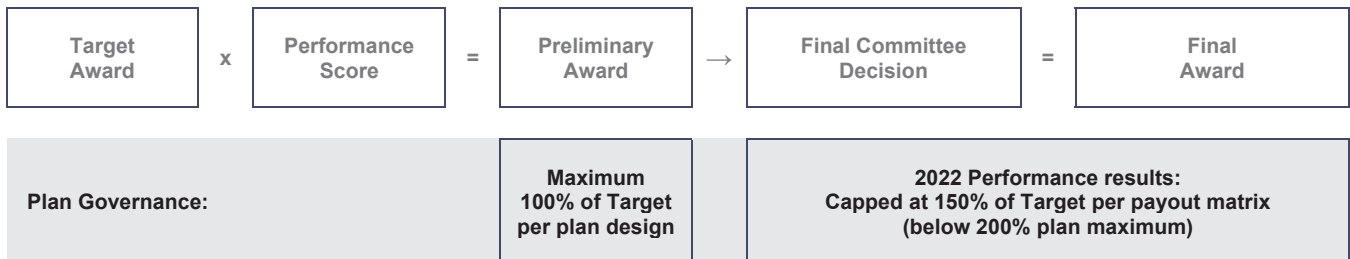 Target
Award
x
Performance
Score
=
Preliminary
Award
→
Final Committee
Decision
=
Final
Award
Plan Governance:
Maximum
100% of Target
per plan design
2022 Performance results:
Capped at 150% of Target per payout matrix
(below 200% plan maximum)